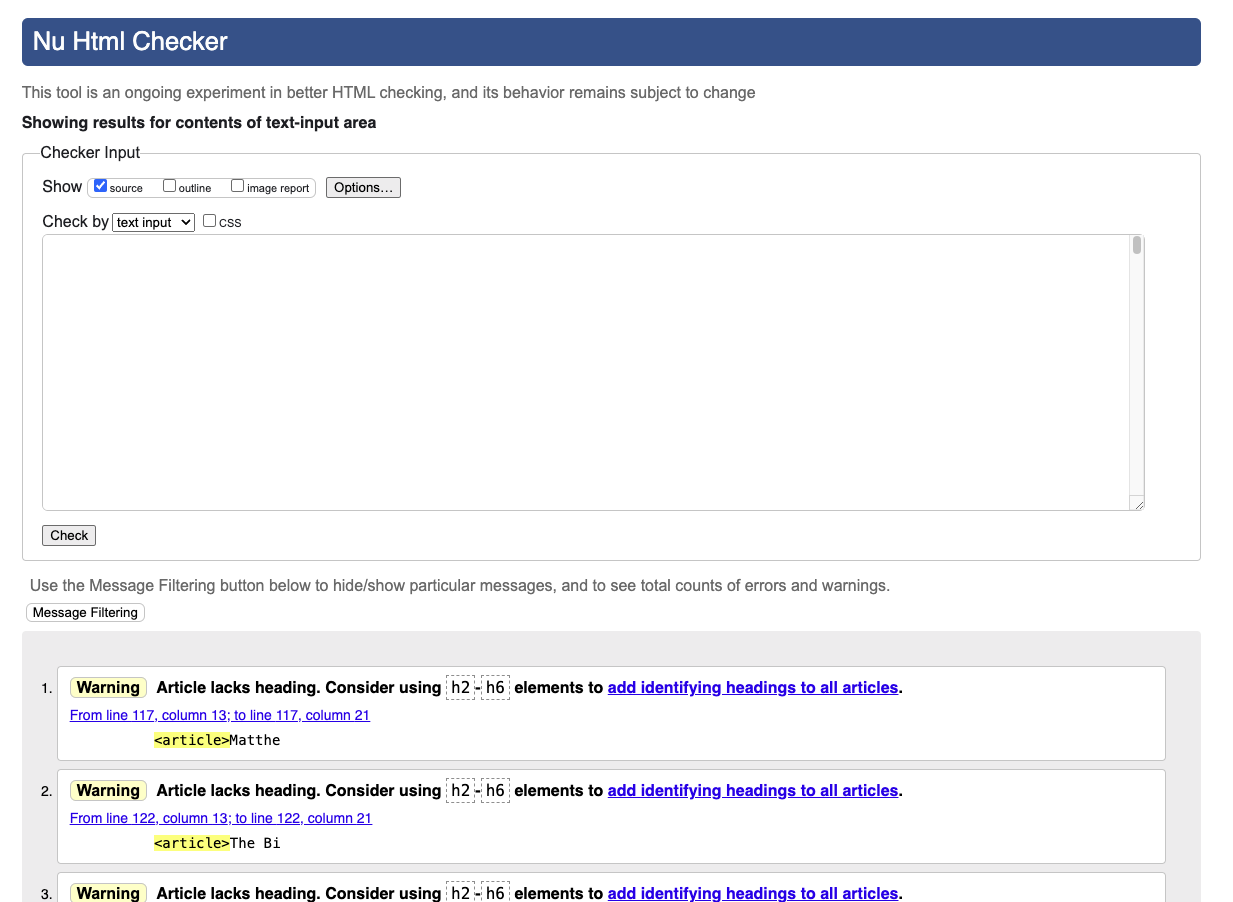 Nu Html Checker
This tool is an ongoing experiment in better HTML checking, and its behavior remains subject to change
Showing results for contents of text-input area
Checker Input
Show source outline image report Options...
Check by text input css
Check
Use the Message Filtering button below to hide/show particular messages, and to see total counts of errors and warnings.
Message Filtering
1. Warning Article lacks heading. Consider using h2-h6 elements to add identifying headings to all articles.
From line 117, column 13; to line 117, column 21
<article>Matthe
2. Warning Article lacks heading. Consider using h2-h6 elements to add identifying headings to all articles.
From line 122, column 13; to line 122, column 21
<article>The Bi
3. Warning Article lacks heading. Consider using h2-h6 elements to add identifying headings to all articles.